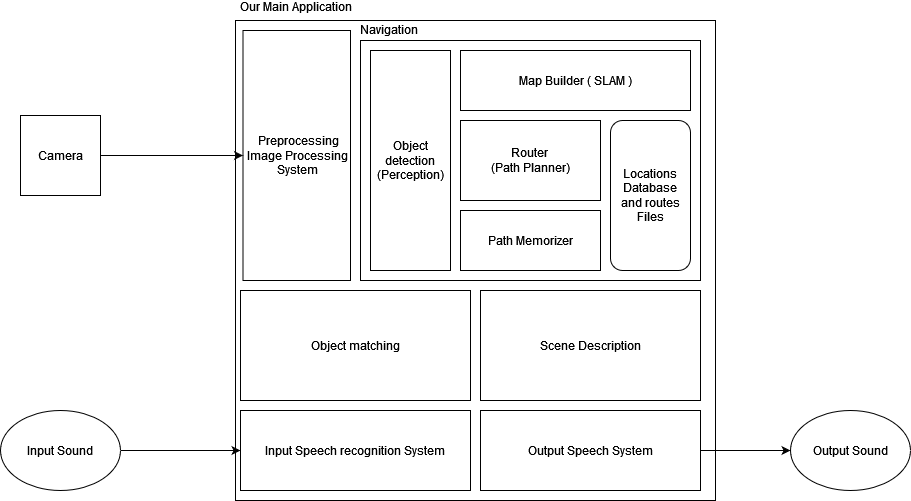 Our Main Application
Navigation
Camera
Preprocessing
Image Processing
System
Object
detection
(Perception)
Map Builder ( SLAM )
Router
(Path Planner)
Path Memorizer
Locations
Database
and routes
Files
Object matching
Scene Description
Input Sound
Input Speech recognition System
Output Speech System
Output Sound